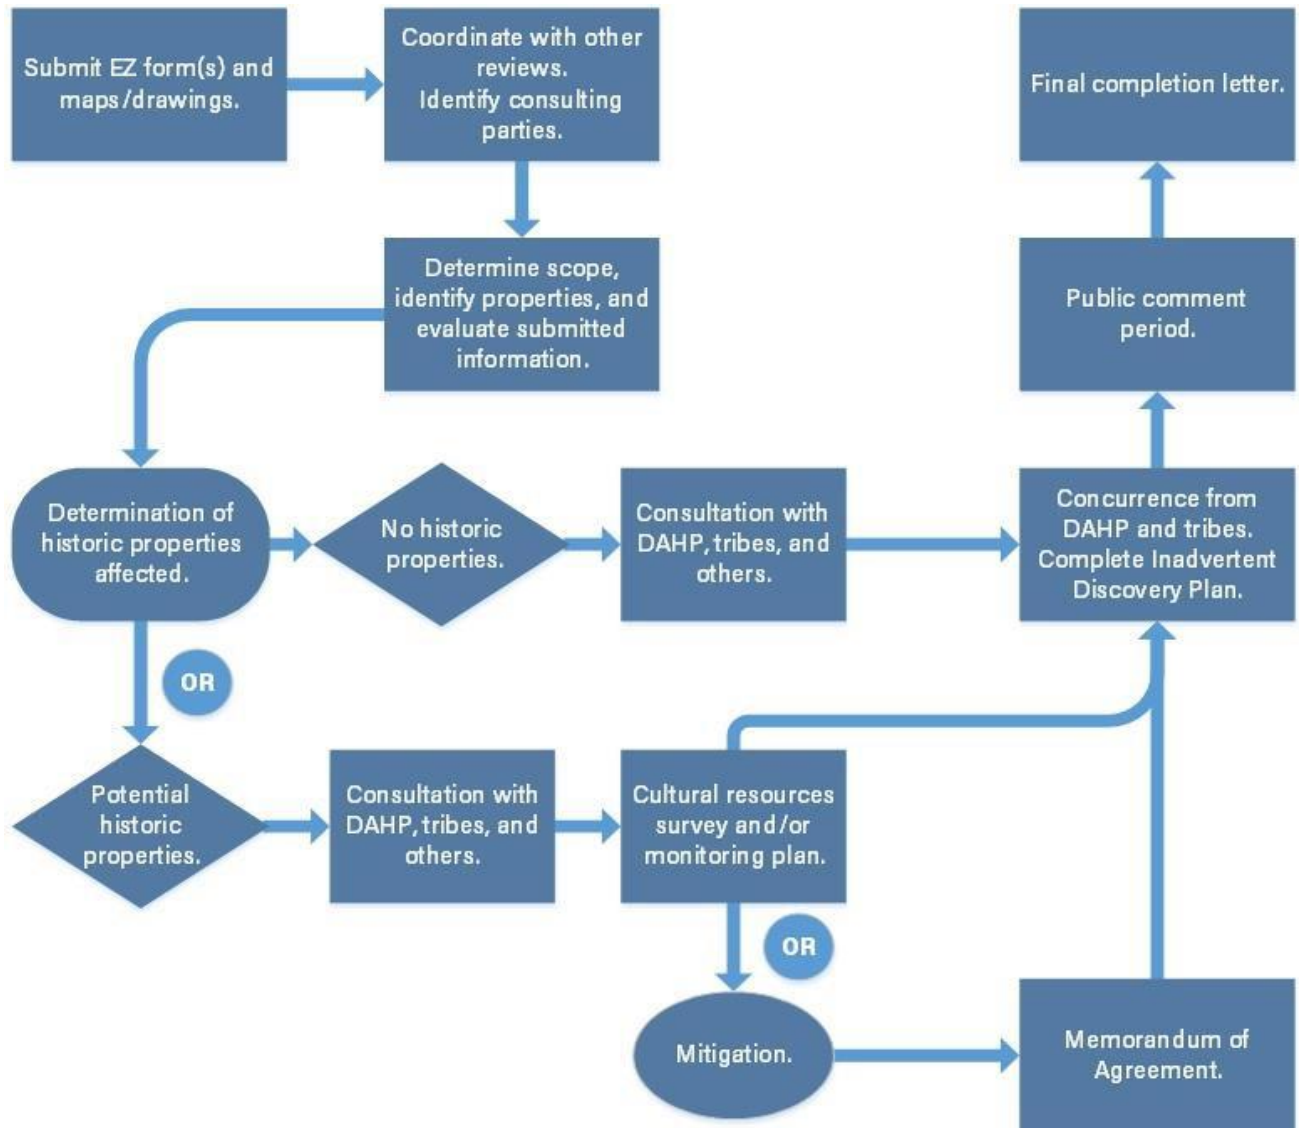 Submit EZ form(s) and
maps/drawings.
Coordinate with other
reviews.
Identify consulting
parties.
Final completion letter.
Determine scope,
identify properties, and
evaluate submitted
information.
Public comment
period.
Determination of
historic properties
affected.
No historic
properties.
Consultation with
DAHP, tribes, and
others.
Concurrence from
DAHP and tribes.
Complete Inadvertent
Discovery Plan.
OR
Potential
historic
properties.
Consultation with
DAHP, tribes, and
others.
Cultural resources
survey and/or
monitoring plan.
OR
Mitigation.
Memorandum of
Agreement.